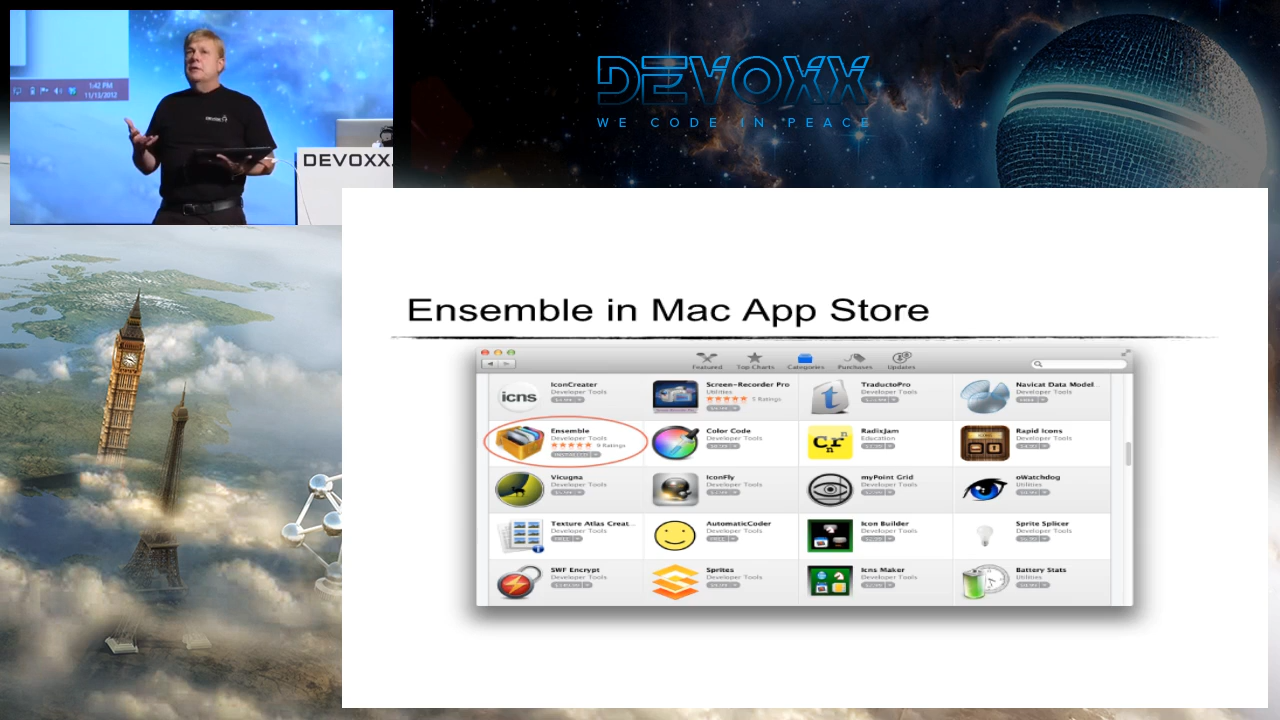 1:42 PM
11/13/2012
DEVOXX
DEVOXX
WE CODE IN PEACE
Ensemble in Mac App Store
Featured Top Charts Categories Purchases Updates
IconCreater
Developer Tools
Screen-Recorder Pro
Utilities
5 Ratings
TraductoPro
Developer Tools
Navicat Data Model...
Developer Tools
Ensemble
Developer Tools
9 Ratings
Color Code
Developer Tools
RadixJam
Education
Rapid Icons
Developer Tools
Vicugna
Developer Tools
IconFly
Developer Tools
myPoint Grid
Developer Tools
oWatchdog
Utilities
Texture Atlas Creat...
Developer Tools
AutomaticCoder
Developer Tools
Icon Builder
Developer Tools
Sprite Splicer
Developer Tools
SWF Encrypt
Developer Tools
Sprites
Developer Tools
Icns Maker
Developer Tools
Battery Stats
Utilities
icns